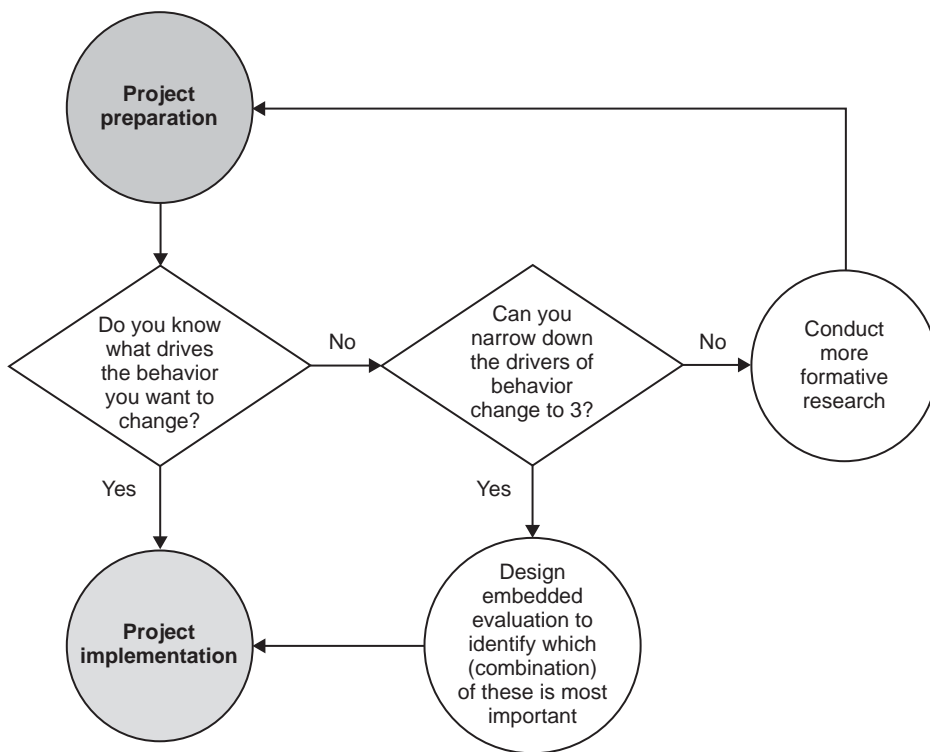 Project
preparation
Do you know
what drives
the behavior
you want to
change?
No
Can you
narrow down
the drivers of
behavior
change to 3?
No
Conduct
more
formative
research
Yes
Yes
Project
implementation
Design
embedded
evaluation to
identify which
(combination)
of these is most
important